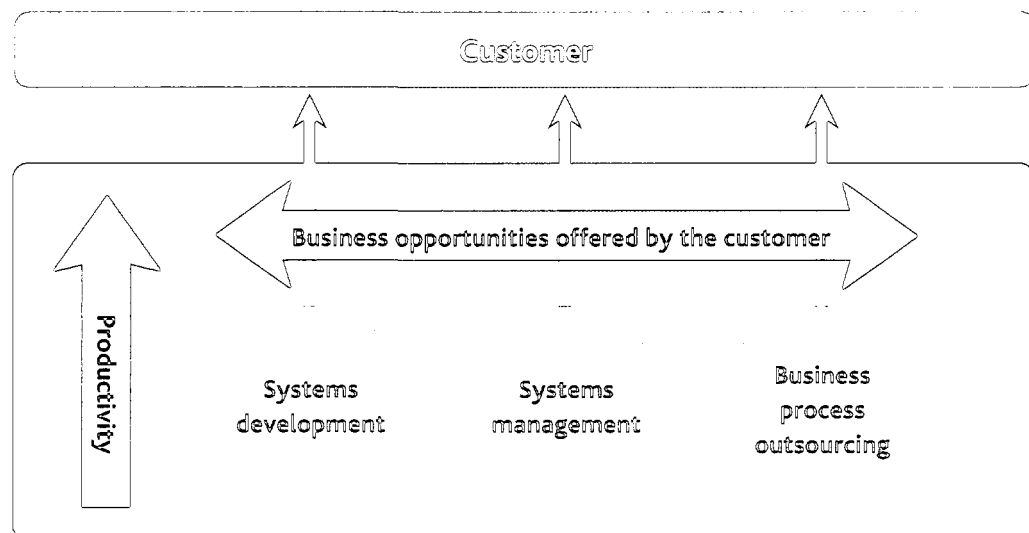 Customer
Business opportunities offered by the customer
Productivity
Systems
development
Systems
management
Business
process
outsourcing